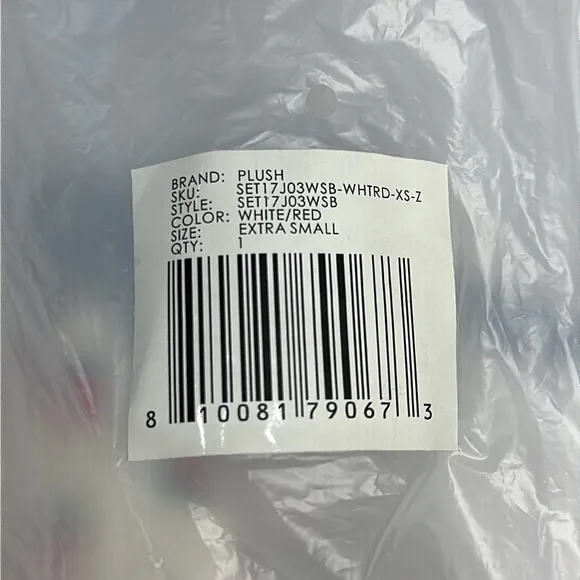 BRAND: PLUSH
SKU: SET17J03WSB-WHTRD-XS-Z
STYLE: SET17J03WSB
COLOR: WHITE/RED
SIZE: EXTRA SMALL
QTY: 1
8 10081 79067 3